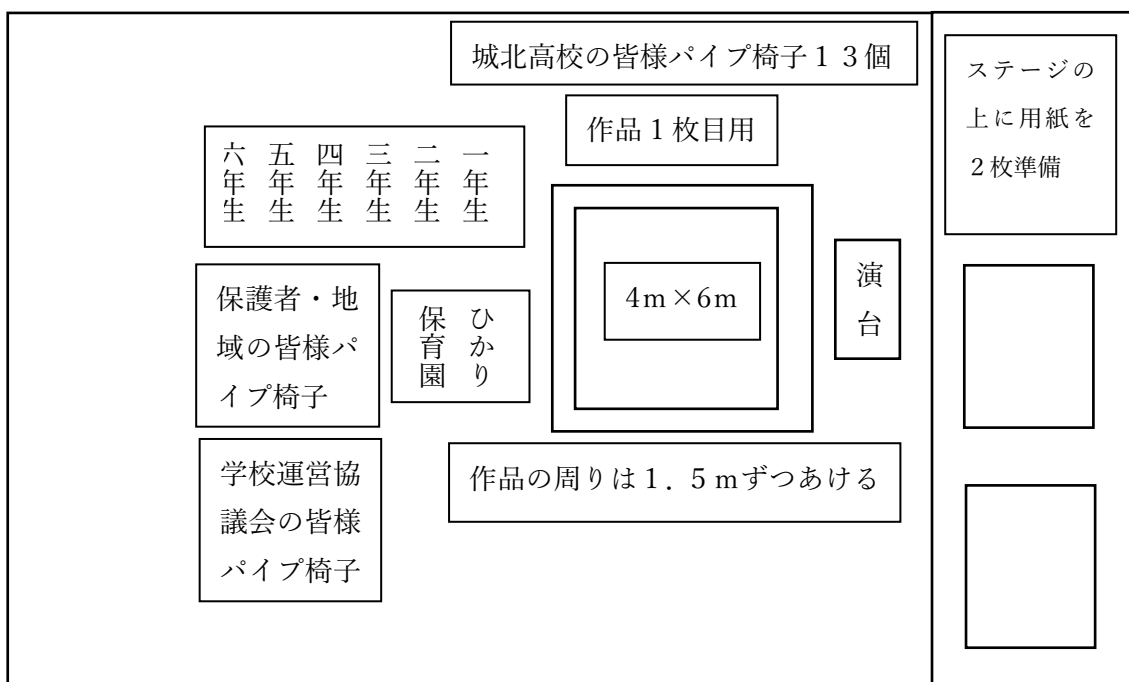 城北高校の皆様パイプ椅子１３個
作品１枚目用
ステージの
上に用紙を
２枚準備
一年生
二年生
三年生
四年生
五年生
六年生
4ｍ×6ｍ
演台
保護者・地
域の皆様パ
イプ椅子
ひかり
保育園
学校運営協
議会の皆様
パイプ椅子
作品の周りは１．５ｍずつあける